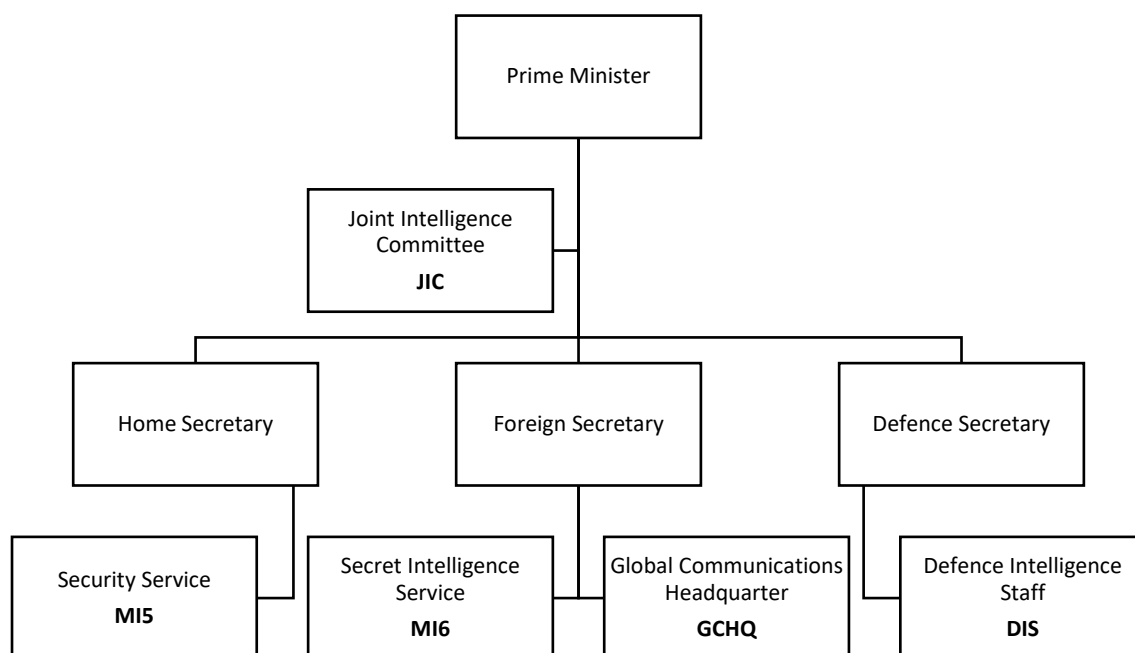 Prime Minister
Joint Intelligence
Committee
JIC
Home Secretary
Foreign Secretary
Defence Secretary
Security Service
MI5
Secret Intelligence
Service
MI6
Global Communications
Headquarter
GCHQ
Defence Intelligence
Staff
DIS